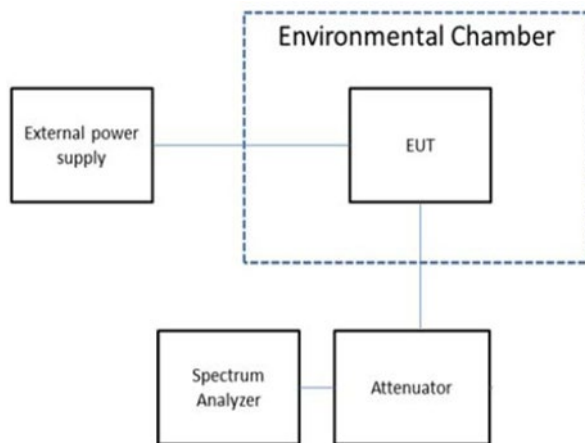 Environmental Chamber
External power
supply
EUT
Spectrum
Analyzer
Attenuator